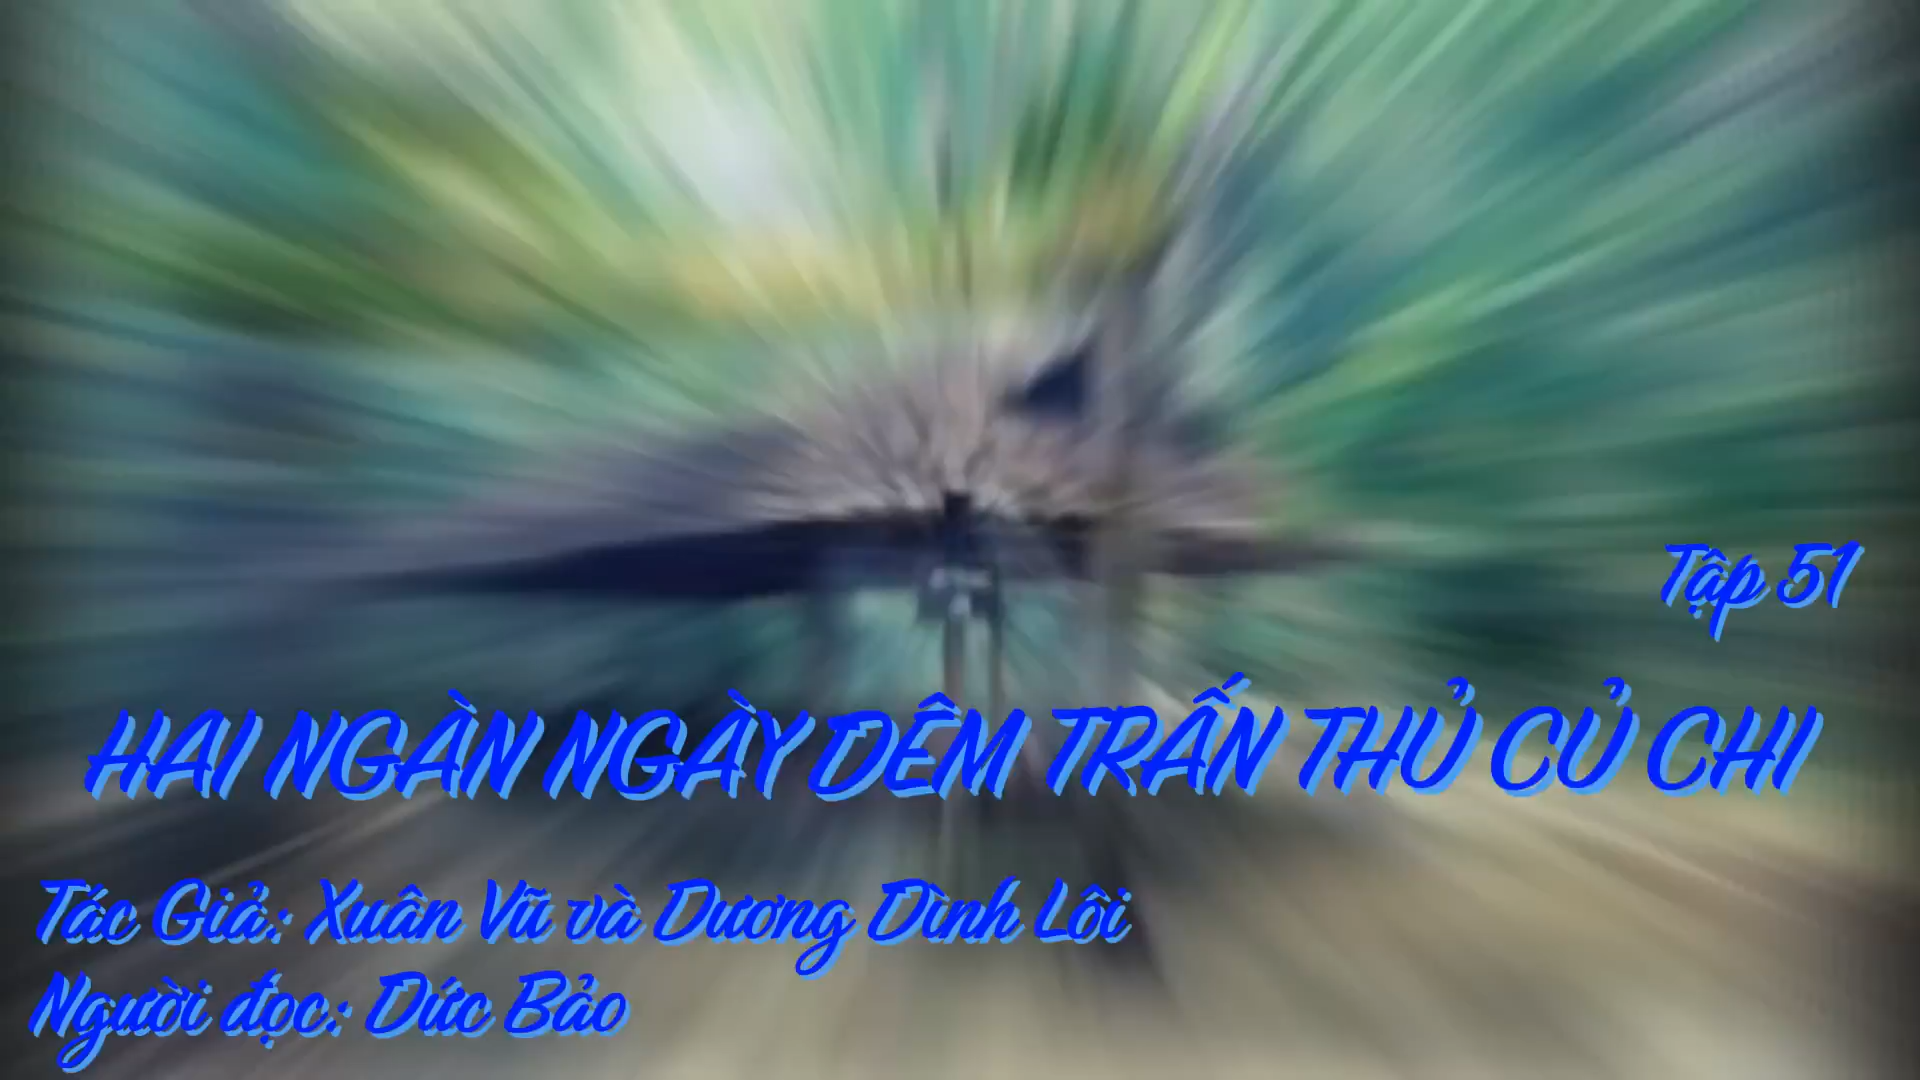 Tập 51
HAI NGÀN NGÀY ĐÊM TRẤN THỦ CỦ CHI
Tác Giả: Xuân Vũ và Dương Đình Lôi
Người đọc: Đức Bảo